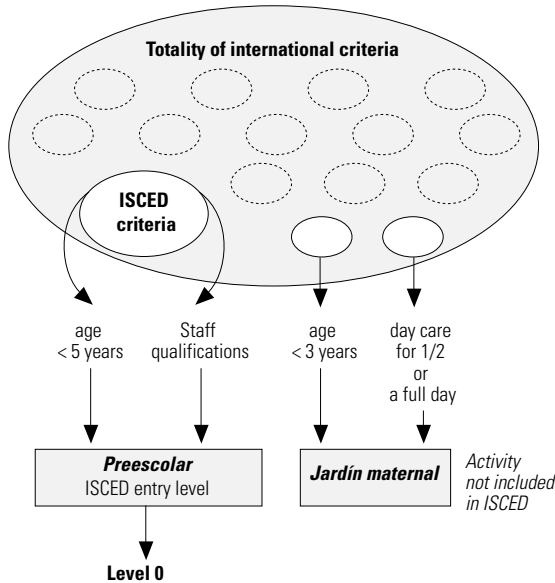 Totality of international criteria
ISCED
criteria
age
< 5 years
Staff
qualifications
age
< 3 years
day care
for 1/2
or
a full day
Preescolar
ISCED entry level
Jardín maternal
Activity
not included
in ISCED
Level 0